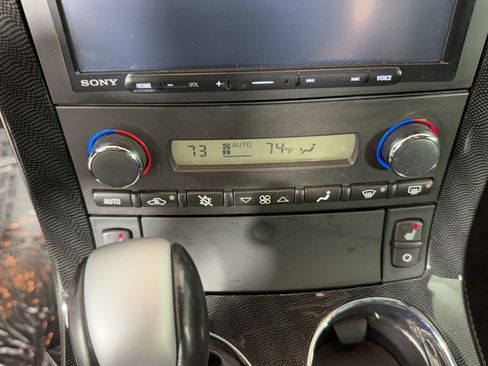 SONY HOME - VOL + VOICE
73 AUTO 74°F
AUTO